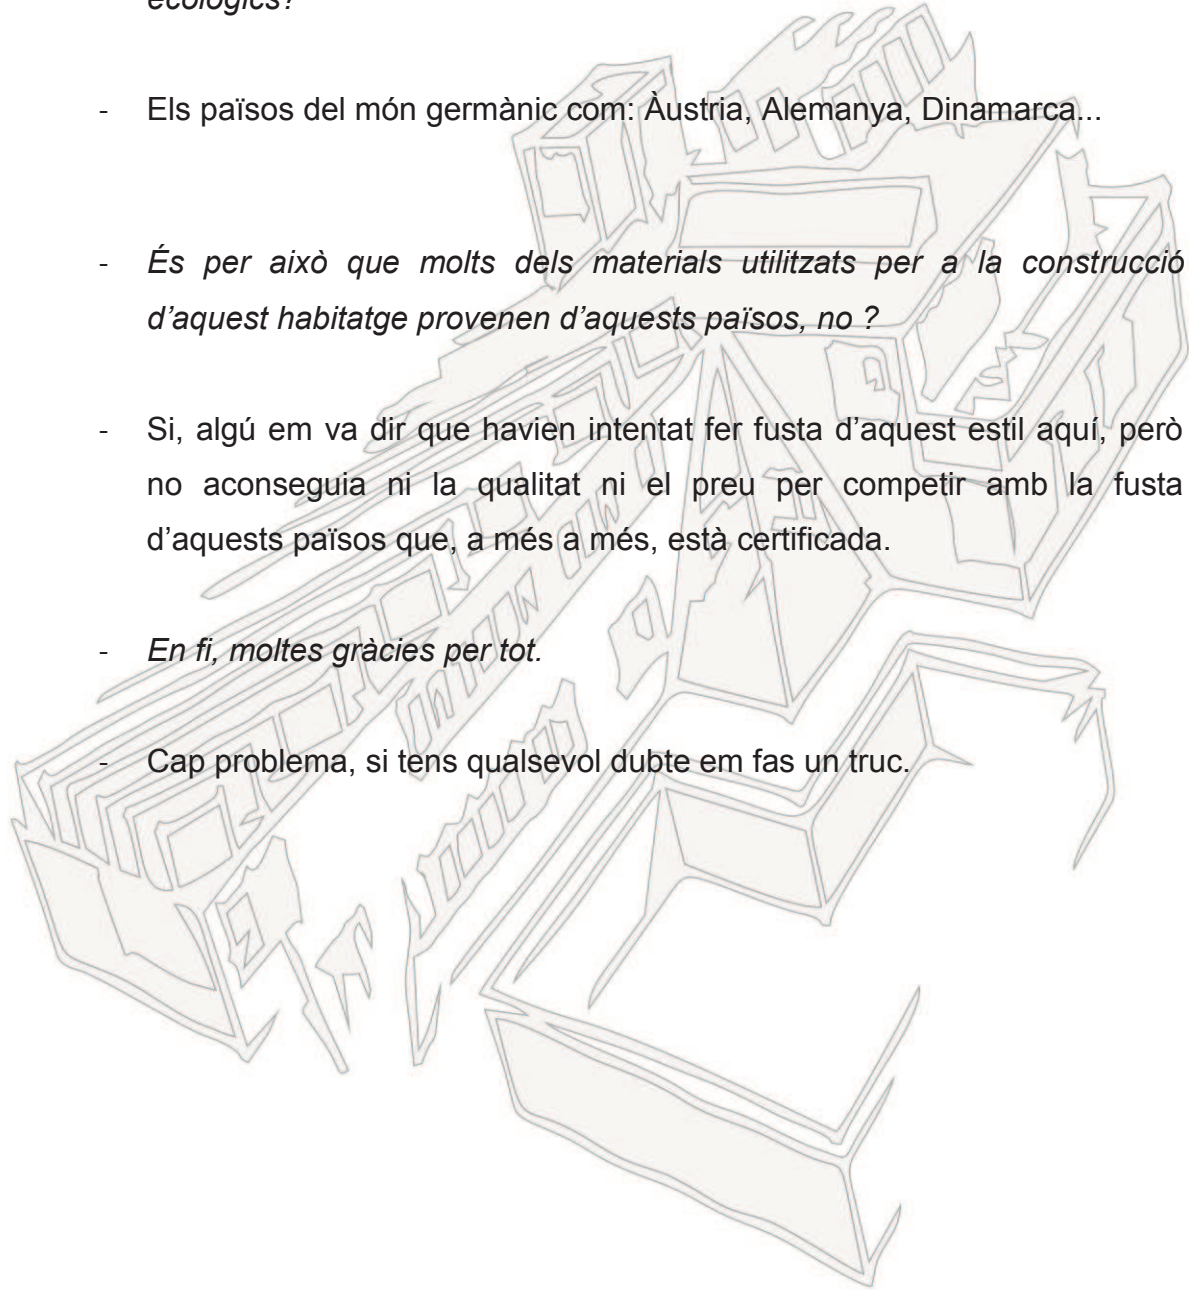 ecològics?
- Els països del món germànic com: Àustria, Alemanya, Dinamarca...
- És per això que molts dels materials utilitzats per a la construcció
d’aquest habitatge provenen d’aquests països, no ?
- Si, algú em va dir que havien intentat fer fusta d’aquest estil aquí, però
no aconseguia ni la qualitat ni el preu per competir amb la fusta
d’aquests països que, a més a més, està certificada.
- En fi, moltes gràcies per tot.
- Cap problema, si tens qualsevol dubte em fas un truc.